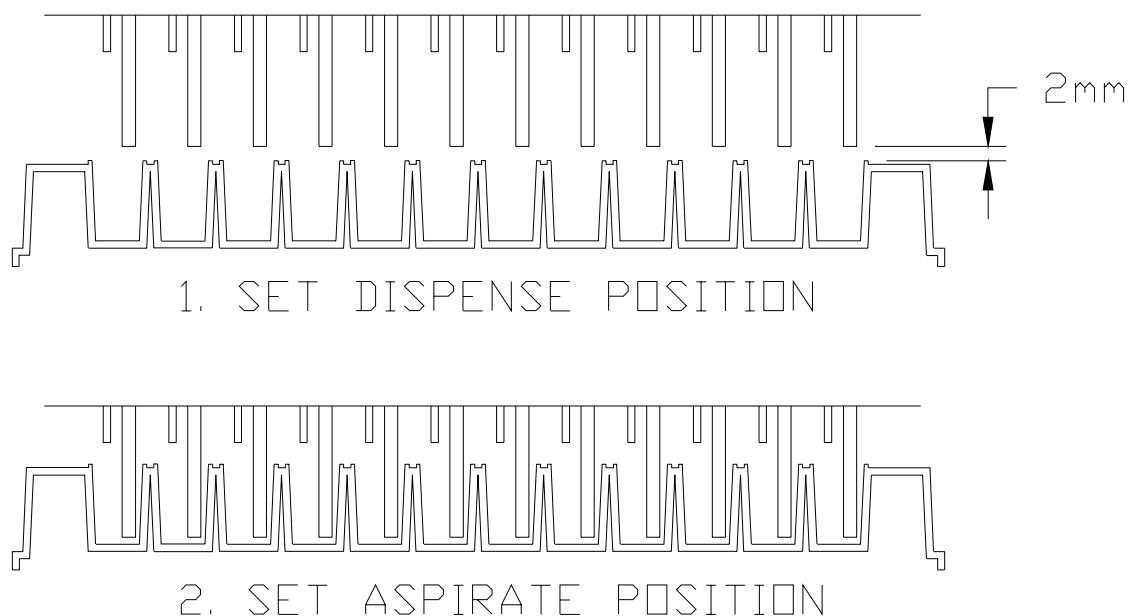 2mm
1. SET DISPENSE POSITION
2. SET ASPIRATE POSITION